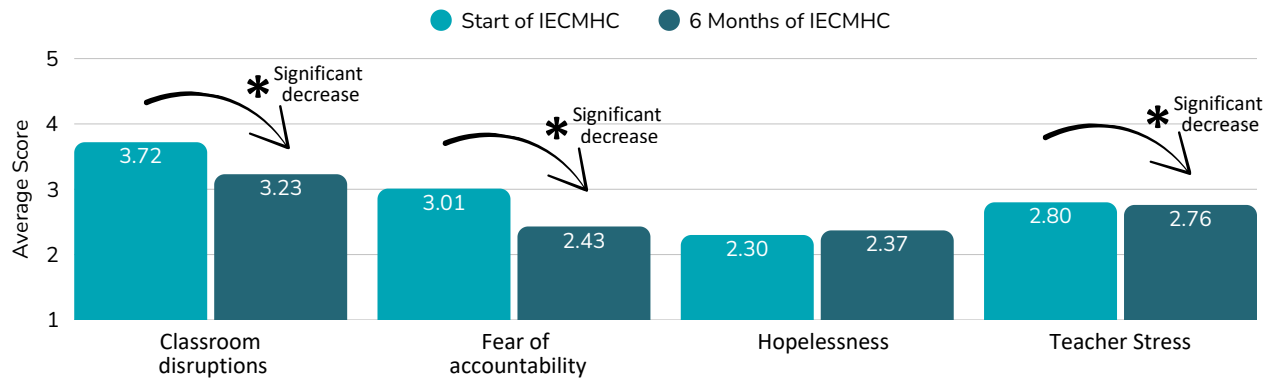 Start of IECMHC
6 Months of IECMHC
Average Score
5
4
3
2
1
* Significant
decrease
3.72
3.23
* Significant
decrease
3.01
2.43
2.30
2.37
* Significant
decrease
2.80
2.76
Classroom
disruptions
Fear of
accountability
Hopelessness
Teacher Stress